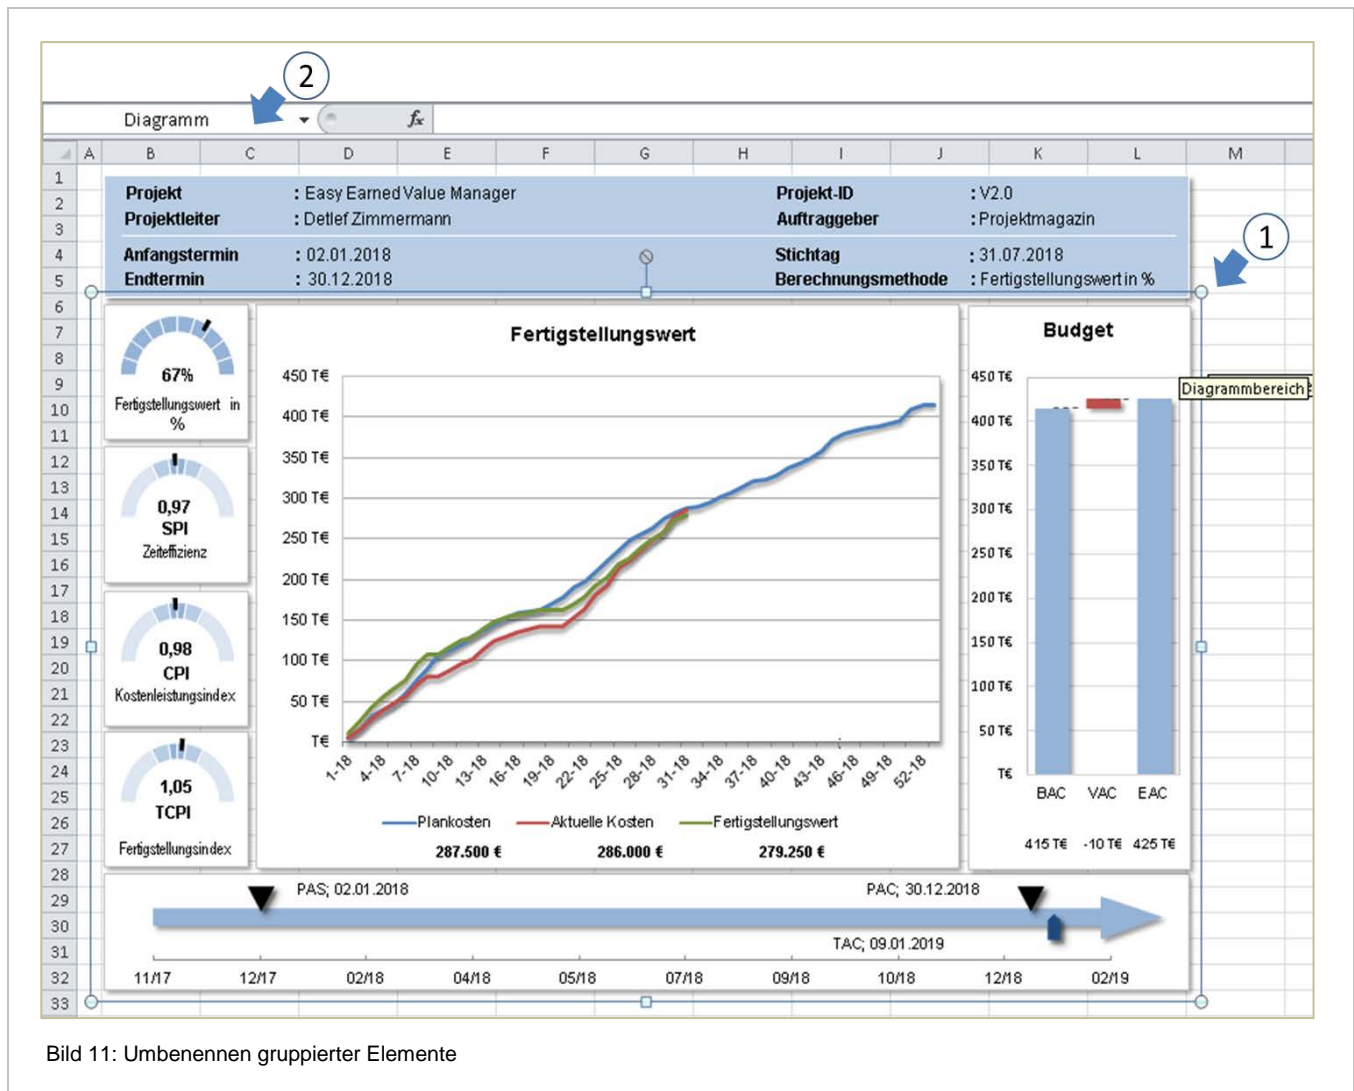 2
Diagramm
fx
A B C D E F G H I J K L M
1
2
3
4
5
6
7
8
9
10
11
12
13
14
15
16
17
18
19
20
21
22
23
24
25
26
27
28
29
30
31
32
33
Projekt : Easy Earned Value Manager Projekt-ID : V2.0
Projektleiter : Detlef Zimmermann Auftraggeber : Projektmagazin
1
Anfangstermin : 02.01.2018 Stichtag : 31.07.2018
Endtermin : 30.12.2018 Berechnungsmethode : Fertigstellungswert in %
67%
Fertigstellungswert in
%
0,97
SPI
Zeiteffizienz
0,98
CPI
Kostenleistungsindex
1,05
TCPI
Fertigstellungsindex
Fertigstellungswert
450 T€
400 T€
350 T€
300 T€
250 T€
200 T€
150 T€
100 T€
50 T€
T€
1-18 4-18 7-18 10-18 13-18 16-18 19-18 22-18 25-18 28-18 31-18 34-18 37-18 40-18 43-18 46-18 49-18 52-18
Plankosten Aktuelle Kosten Fertigstellungswert
287.500 € 286.000 € 279.250 €
Budget
Diagrammbereich
450 T€
400 T€
350 T€
300 T€
250 T€
200 T€
150 T€
100 T€
50 T€
T€
BAC VAC EAC
415 T€ -10 T€ 425 T€
PAS; 02.01.2018 PAC; 30.12.2018
TAC; 09.01.2019
11/17 12/17 02/18 04/18 05/18 07/18 09/18 10/18 12/18 02/19
Bild 11: Umbenennen gruppierter Elemente